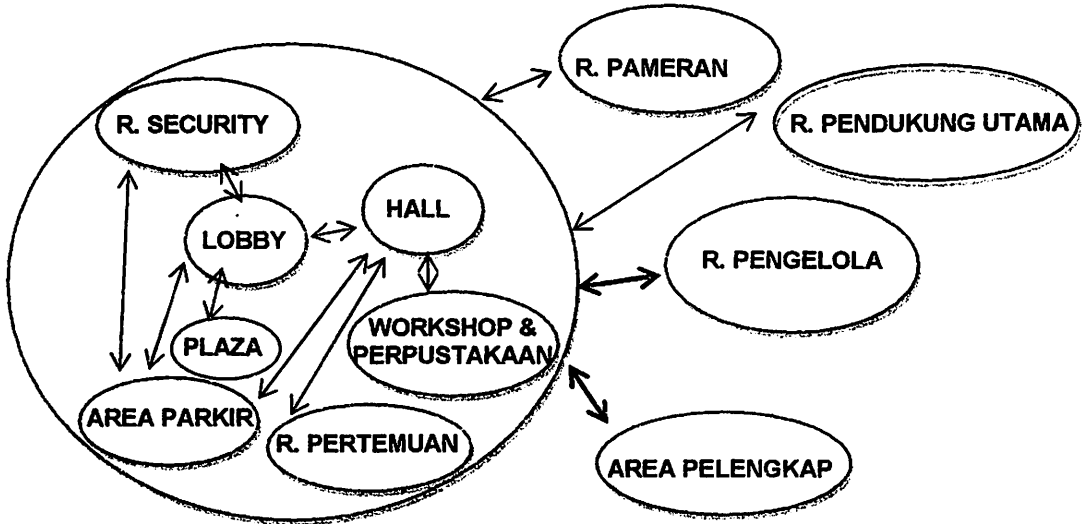 R. PAMERAN
R. PENDUKUNG UTAMA
R. SECURITY
HALL
LOBBY
R. PENGELOLA
WORKSHOP &
PERPUSTAKAAN
PLAZA
AREA PARKIR
R. PERTEMUAN
AREA PELENGKAP